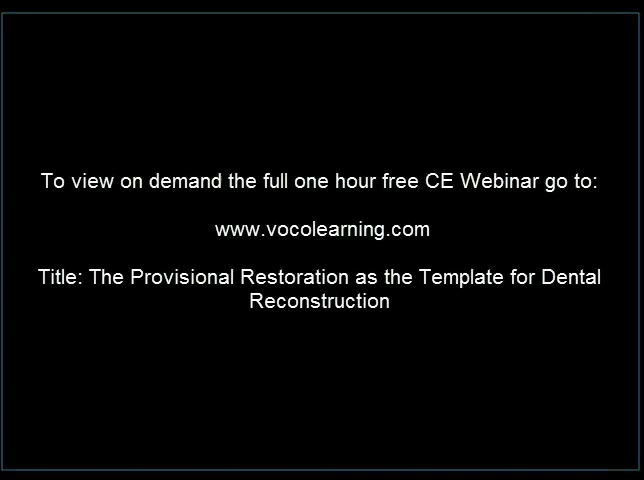 To view on demand the full one hour free CE Webinar go to:
www.vocolearning.com
Title: The Provisional Restoration as the Template for Dental
Reconstruction